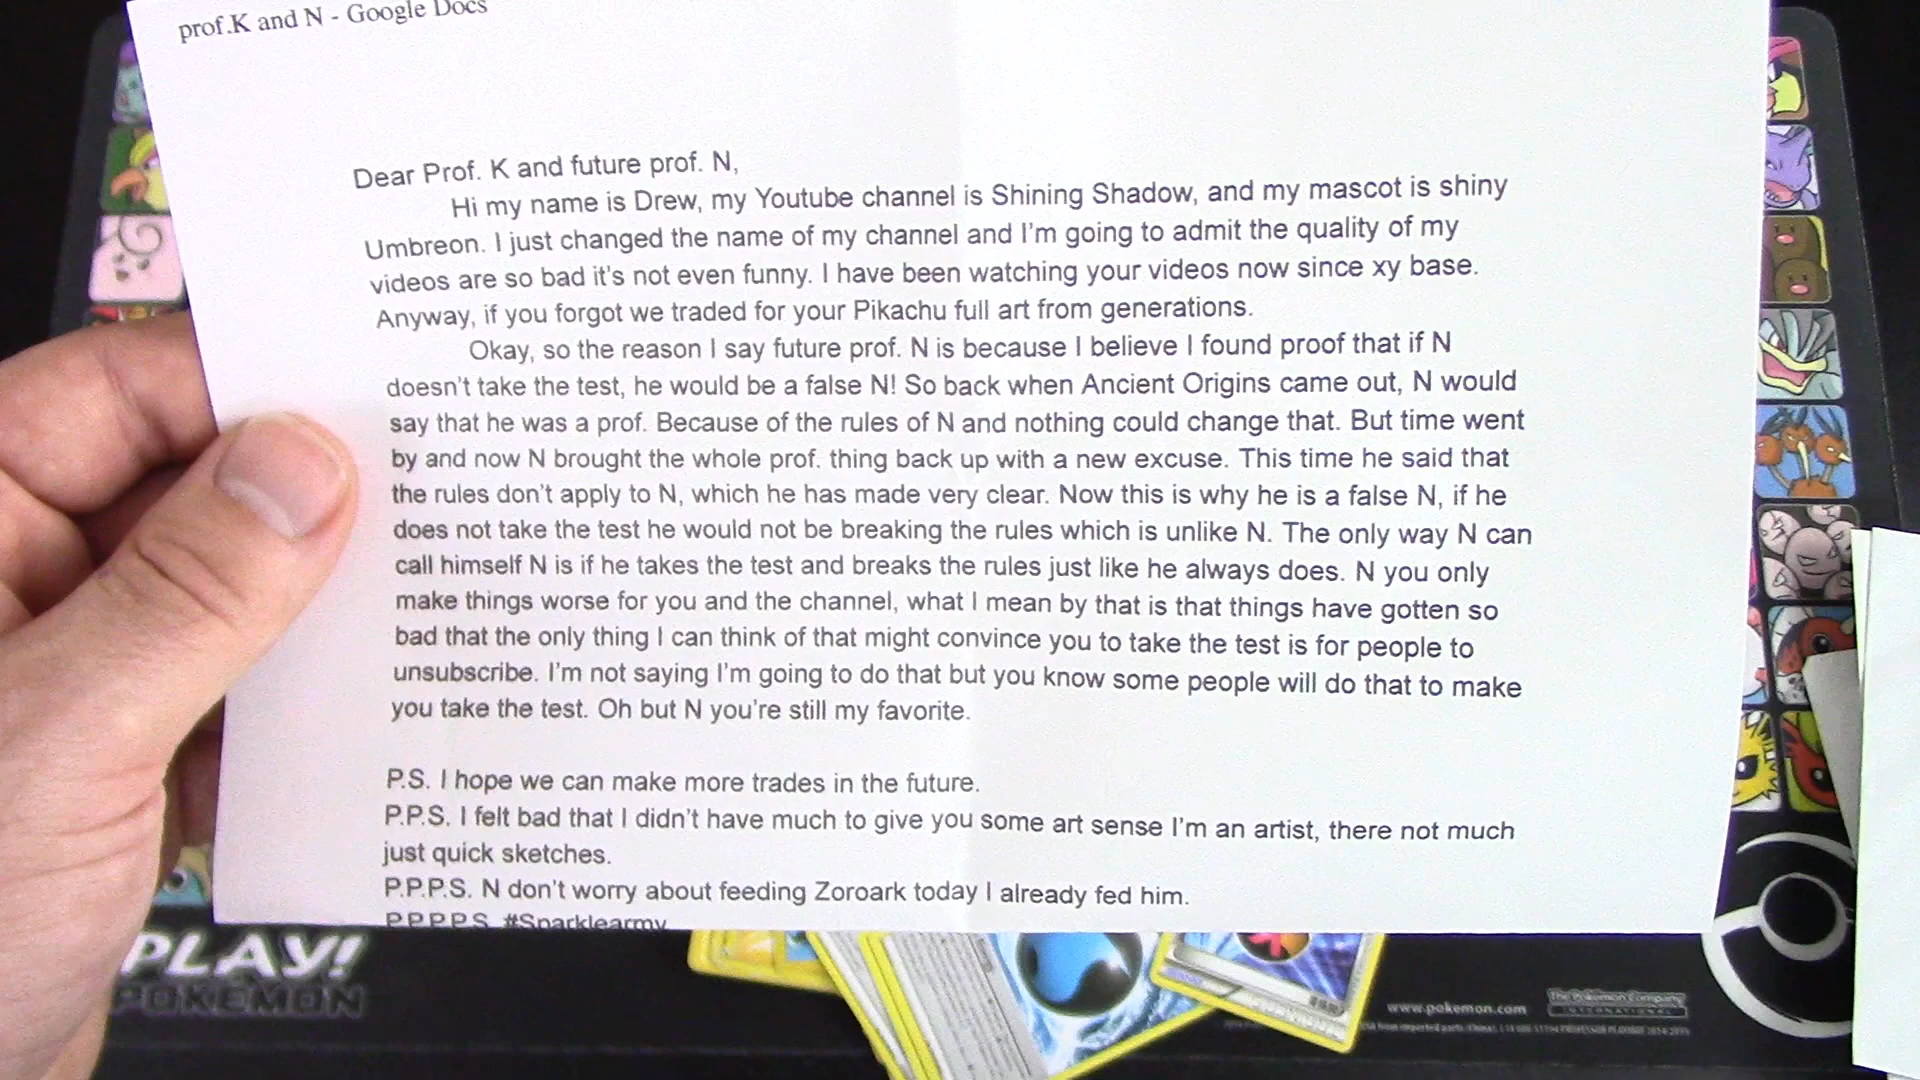 prof.K and N - Google Docs
Dear Prof. K and future prof. N,
Hi my name is Drew, my Youtube channel is Shining Shadow, and my mascot is shiny
Umbreon. I just changed the name of my channel and I'm going to admit the quality of my
videos are so bad it's not even funny. I have been watching your videos now since xy base.
Anyway, if you forgot we traded for your Pikachu full art from generations.
Okay, so the reason I say future prof. N is because I believe I found proof that if N
doesn't take the test, he would be a false N! So back when Ancient Origins came out, N would
say that he was a prof. Because of the rules of N and nothing could change that. But time went
by and now N brought the whole prof. thing back up with a new excuse. This time he said that
the rules don't apply to N, which he has made very clear. Now this is why he is a false N, if he
does not take the test he would not be breaking the rules which is unlike N. The only way N can
call himself N is if he takes the test and breaks the rules just like he always does. N you only
make things worse for you and the channel, what I mean by that is that things have gotten so
bad that the only thing I can think of that might convince you to take the test is for people to
unsubscribe. I'm not saying I'm going to do that but you know some people will do that to make
you take the test. Oh but N you're still my favorite.
P.S. I hope we can make more trades in the future.
P.P.S. I felt bad that I didn't have much to give you some art sense I'm an artist, there not much
just quick sketches.
P.P.P.S. N don't worry about feeding Zoroark today I already fed him.
P.P.P.P.S. #Sparklearmy
PLAY!
POKÉMON
www.pokemon.com
The Pokémon Company
INTERNATIONAL